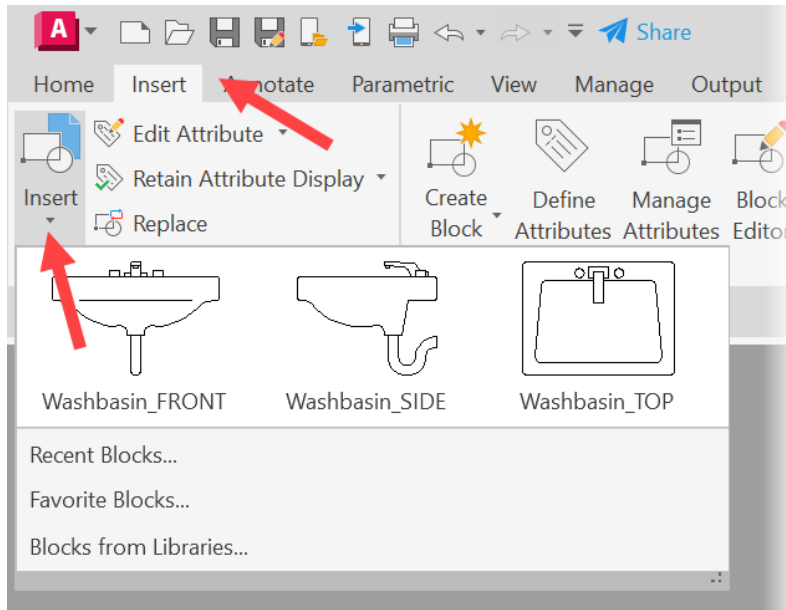 A
Share
Home Insert Annotate Parametric View Manage Output
Edit Attribute
Retain Attribute Display
Replace
Insert
Create Block
Define Attributes
Manage Attributes
Block Editor
Washbasin_FRONT Washbasin_SIDE Washbasin_TOP
Recent Blocks...
Favorite Blocks...
Blocks from Libraries...